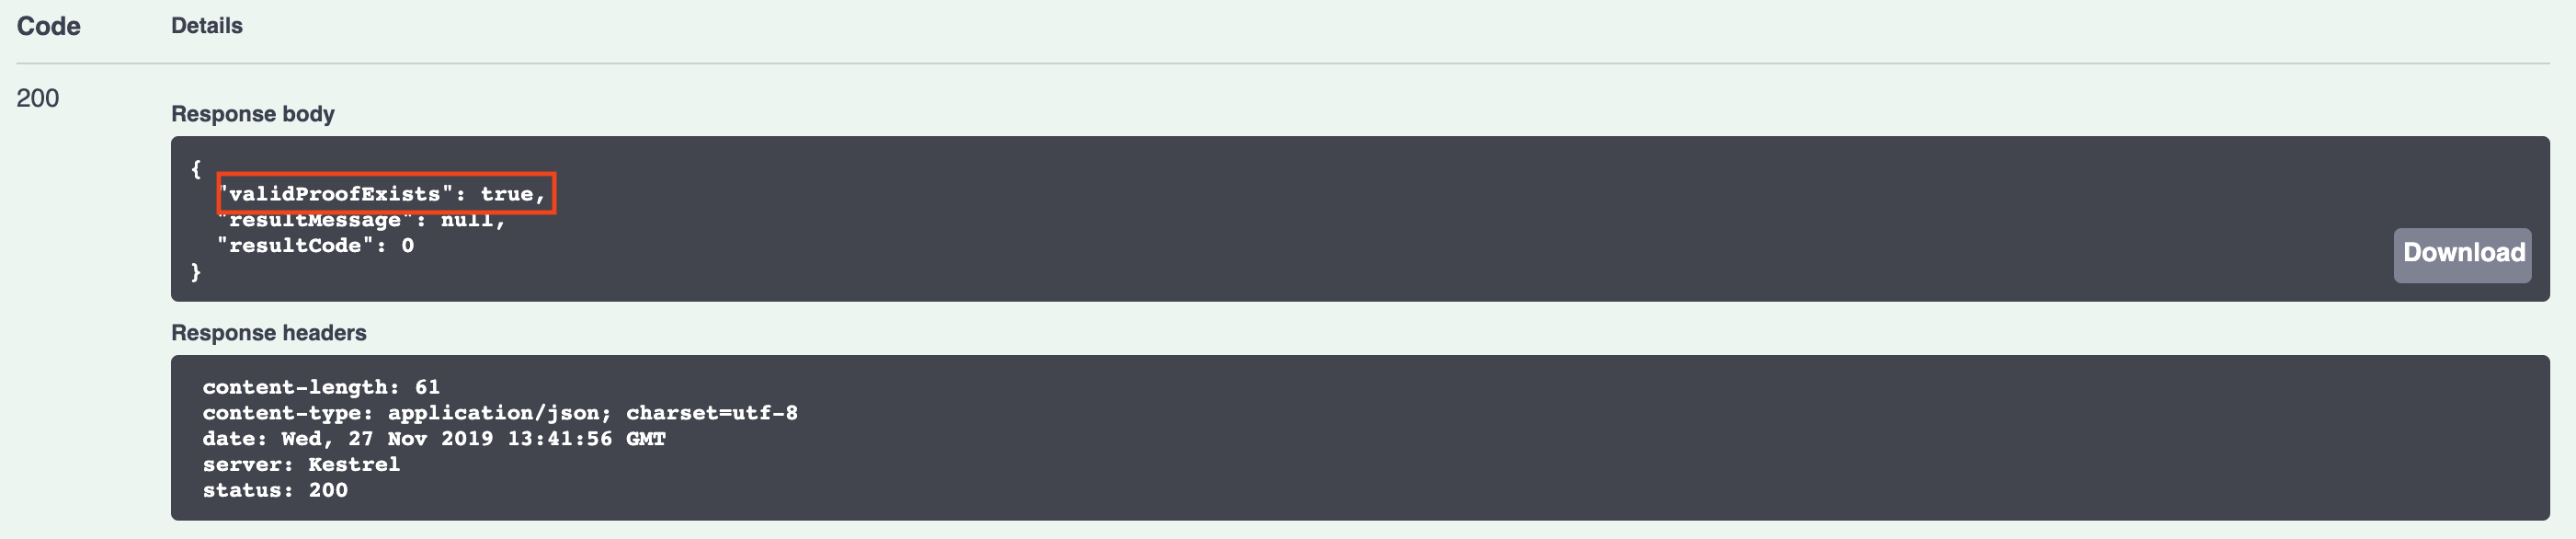 Code Details
200
Response body
{
"validProofExists": true,
"resultMessage": null,
"resultCode": 0
}
Download
Response headers
content-length: 61
content-type: application/json; charset=utf-8
date: Wed, 27 Nov 2019 13:41:56 GMT
server: Kestrel
status: 200